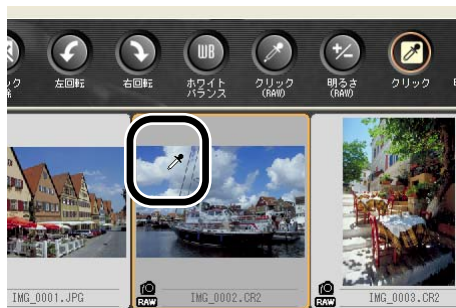 左回転
右回転
WB
ホワイト
バランス
クリック
(RAW)
+/-
明るさ
(RAW)
クリック
IMG_0001.JPG
RAW
IMG_0002.CR2
RAW
IMG_0003.CR2